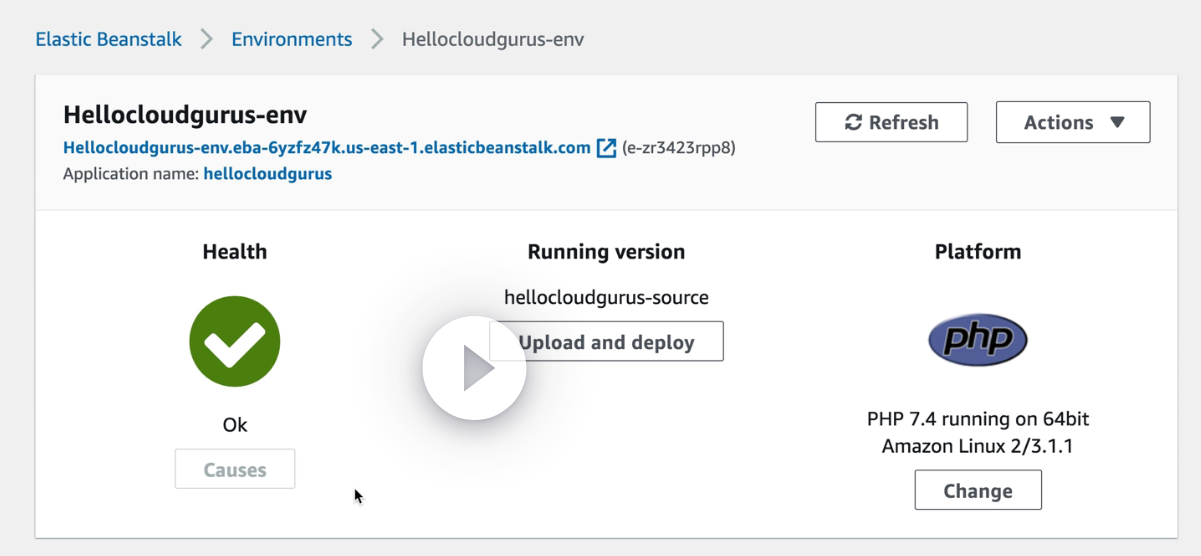 Elastic Beanstalk > Environments > Hellocloudgurus-env
Hellocloudgurus-env
Refresh
Actions
Hellocloudgurus-env.eba-6yzfz47k.us-east-1.elasticbeanstalk.com (e-zr3423rpp8)
Application name: hellocloudgurus
Health
Ok
Causes
Running version
hellocloudgurus-source
Upload and deploy
Platform
php
PHP 7.4 running on 64bit
Amazon Linux 2/3.1.1
Change